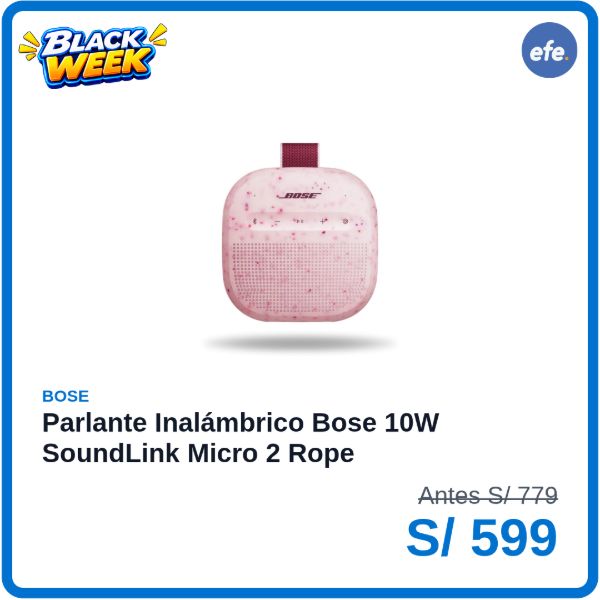 BLACK
WEEK
efe.
BOSE
BOSE
Parlante Inalámbrico Bose 10W
SoundLink Micro 2 Rope
Antes S/ 779
S/ 599